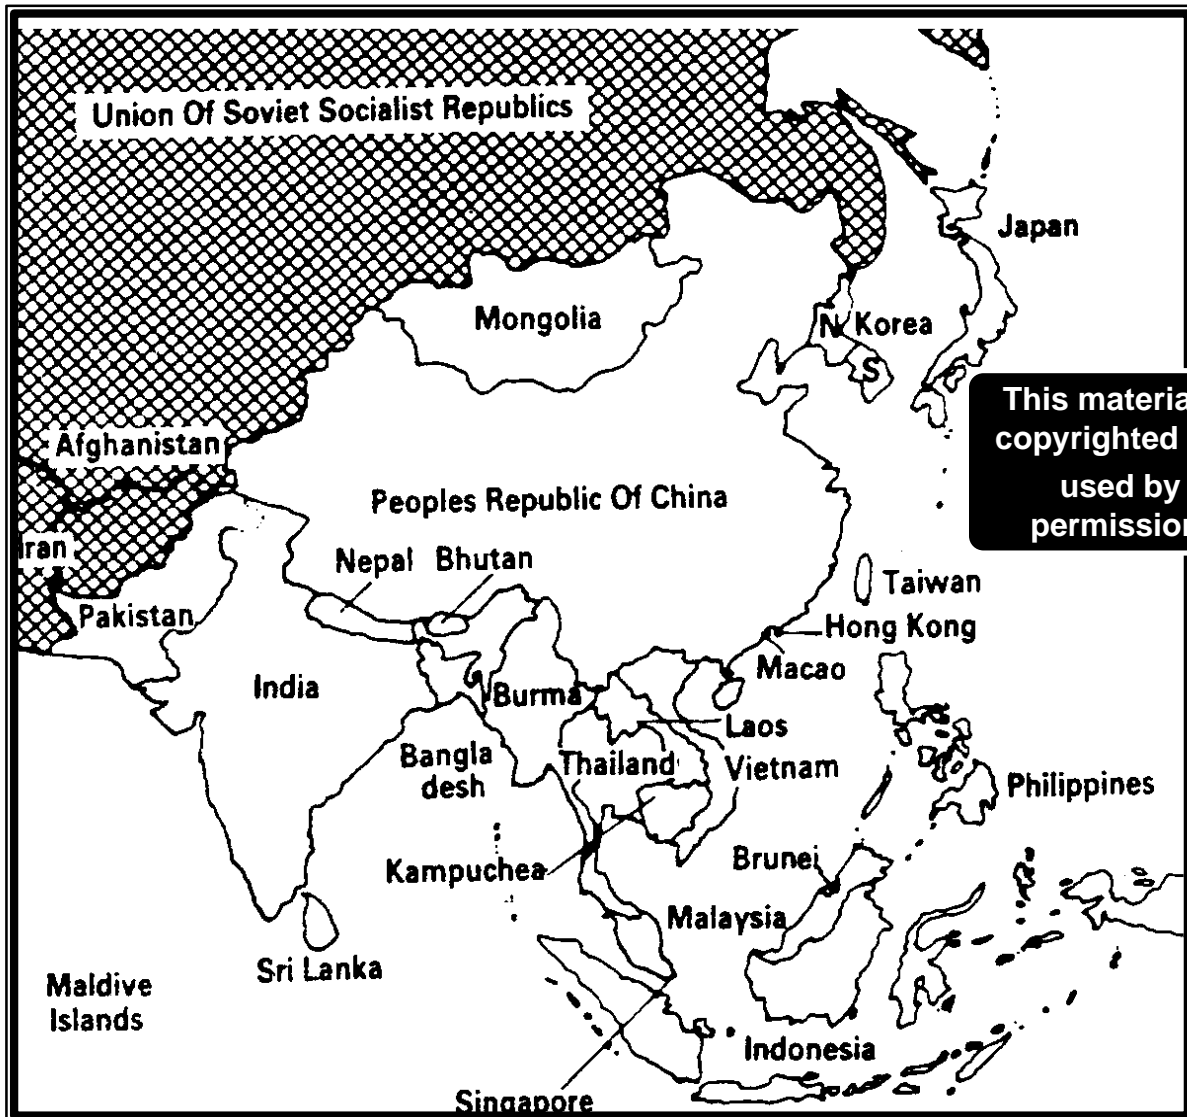 Union Of Soviet Socialist Republics
Japan
Mongolia
N Korea
S
This materia
copyrighted
used by
permission
Afghanistan
Peoples Republic Of China
Iran
Nepal Bhutan
Taiwan
Pakistan
Hong Kong
Macao
India
Burma
Laos
Bangla
desh
Thailand
Vietnam
Philippines
Kampuchea
Brunei
Malaysia
Sri Lanka
Maldive
Islands
Indonesia
Singapore